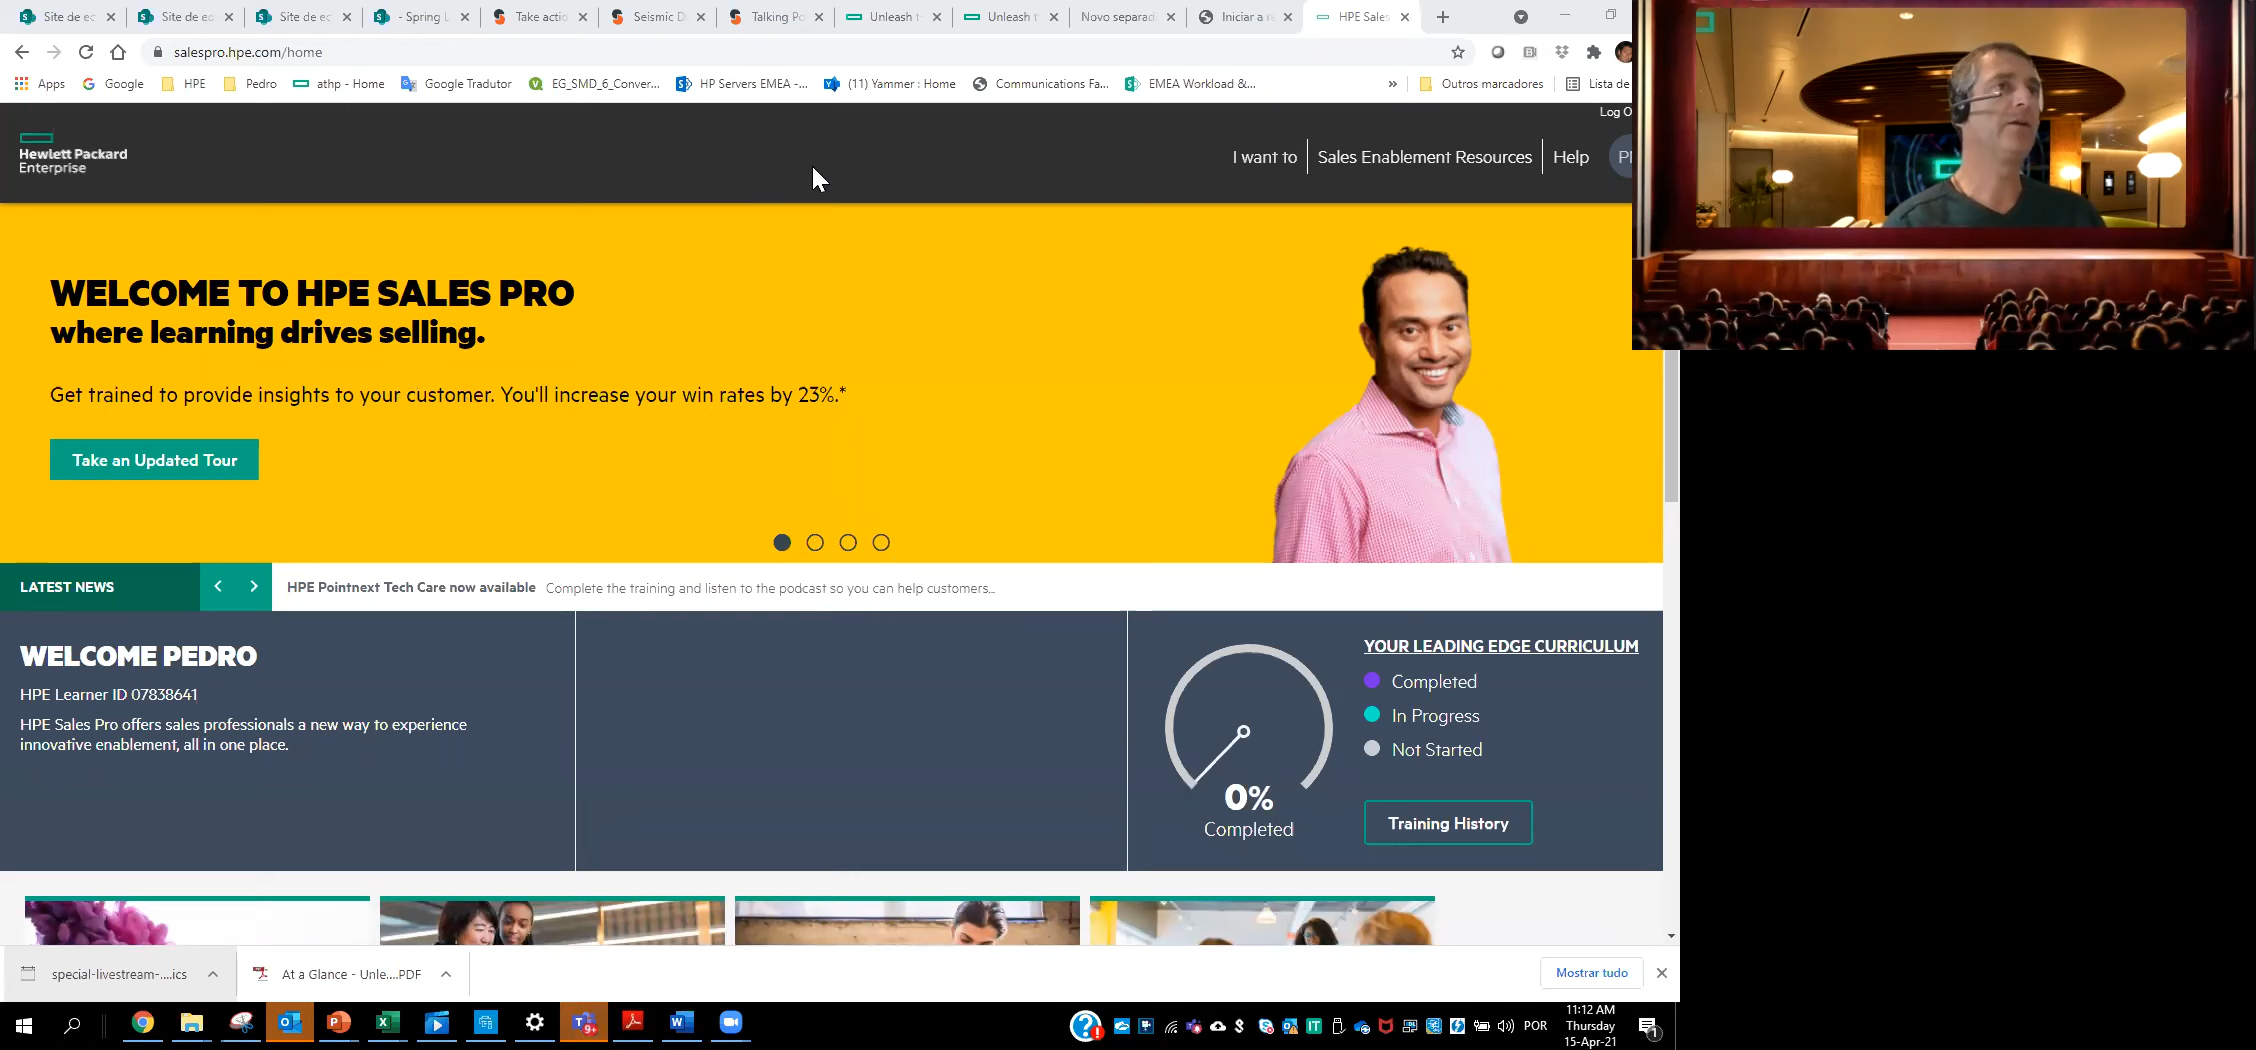 Site de ec
Site de ec
Site de ec
- Spring L
Take actio
Seismic D
Talking Po
Unleash t
Unleash t
Novo separad
Iniciar a re
HPE Sales
salespro.hpe.com/home
Apps
Google
HPE
Pedro
athp - Home
Google Tradutor
EG_SMD_6_Conver...
HP Servers EMEA -...
(11) Yammer : Home
Communications Fa...
EMEA Workload &...
»
Outros marcadores
Lista de
Log O
Hewlett Packard
Enterprise
I want to
Sales Enablement Resources
Help
WELCOME TO HPE SALES PRO
where learning drives selling.
Get trained to provide insights to your customer. You'll increase your win rates by 23%.*
Take an Updated Tour
LATEST NEWS
HPE Pointnext Tech Care now available Complete the training and listen to the podcast so you can help customers...
WELCOME PEDRO
HPE Learner ID 07838641
HPE Sales Pro offers sales professionals a new way to experience
innovative enablement, all in one place.
0%
Completed
YOUR LEADING EDGE CURRICULUM
Completed
In Progress
Not Started
Training History
special-livestream-....ics
At a Glance - Unle....PDF
Mostrar tudo
9+
POR
11:12 AM
Thursday
15-Apr-21
1